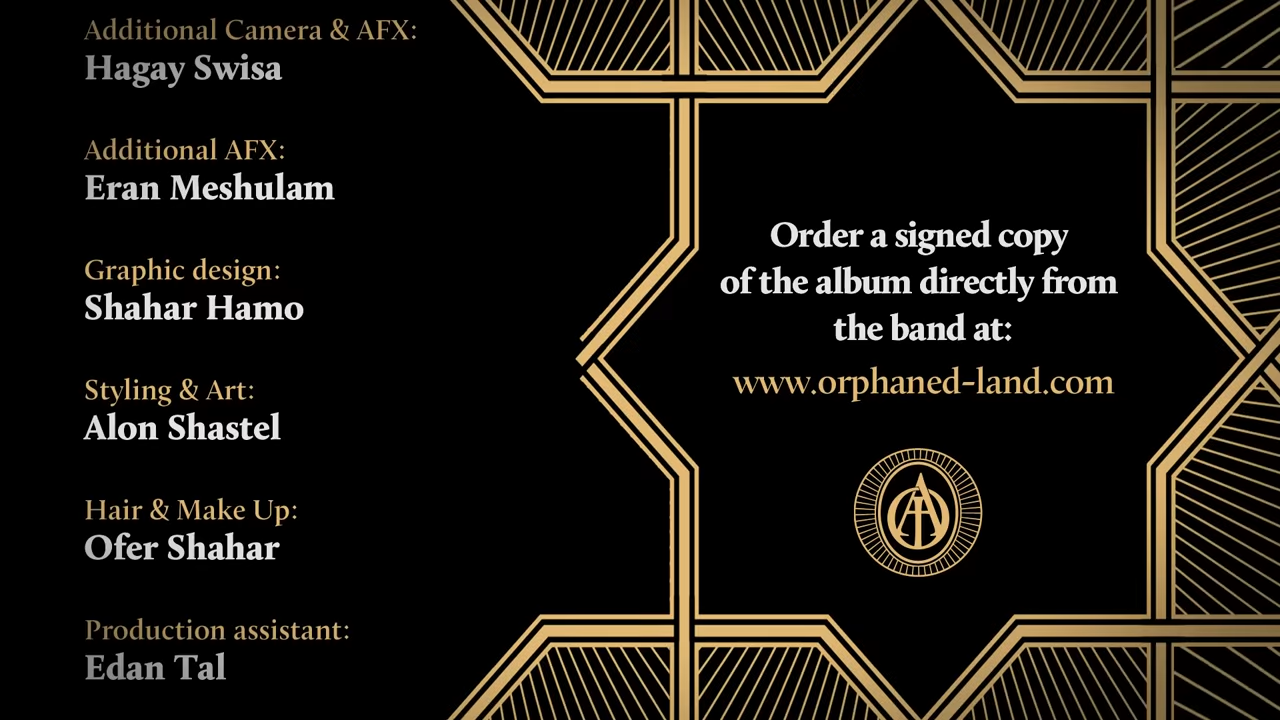 Additional Camera & AFX:
Hagay Swisa
Additional AFX:
Eran Meshulam
Graphic design:
Shahar Hamo
Styling & Art:
Alon Shastel
Hair & Make Up:
Ofer Shahar
Production assistant:
Edan Tal
Order a signed copy
of the album directly from
the band at:
www.orphaned-land.com